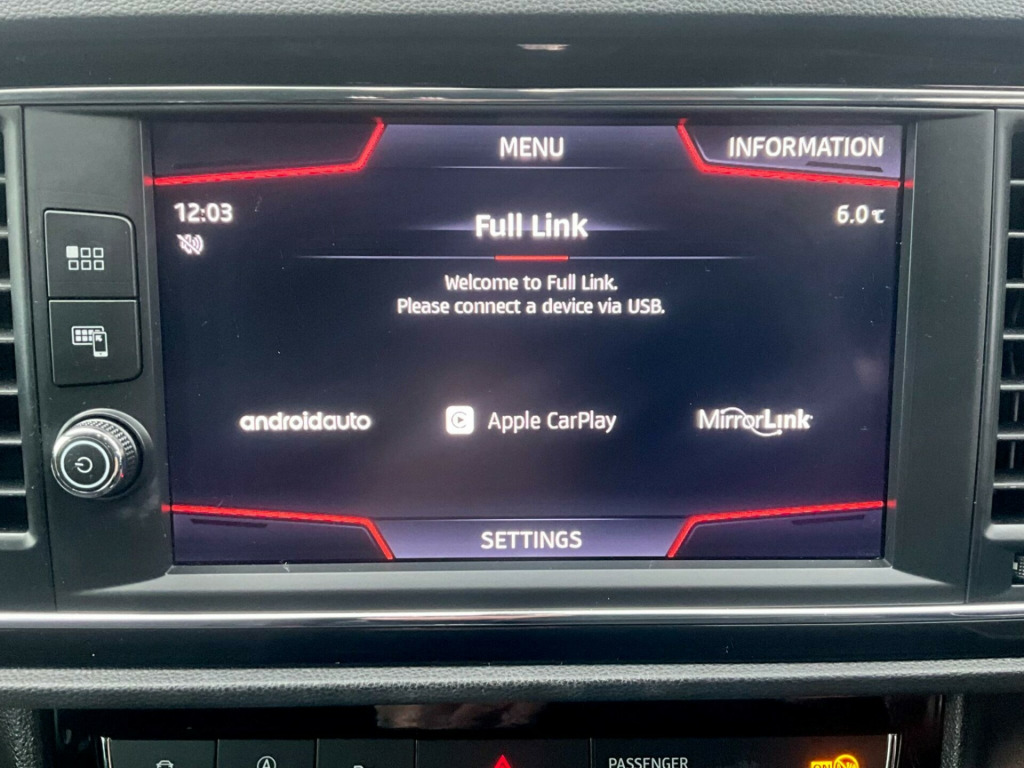 MENU
INFORMATION
12:03
6.0℃
Full Link
Welcome to Full Link.
Please connect a device via USB.
androidauto
Apple CarPlay
MirrorLink
SETTINGS
A
PASSENGER
ON